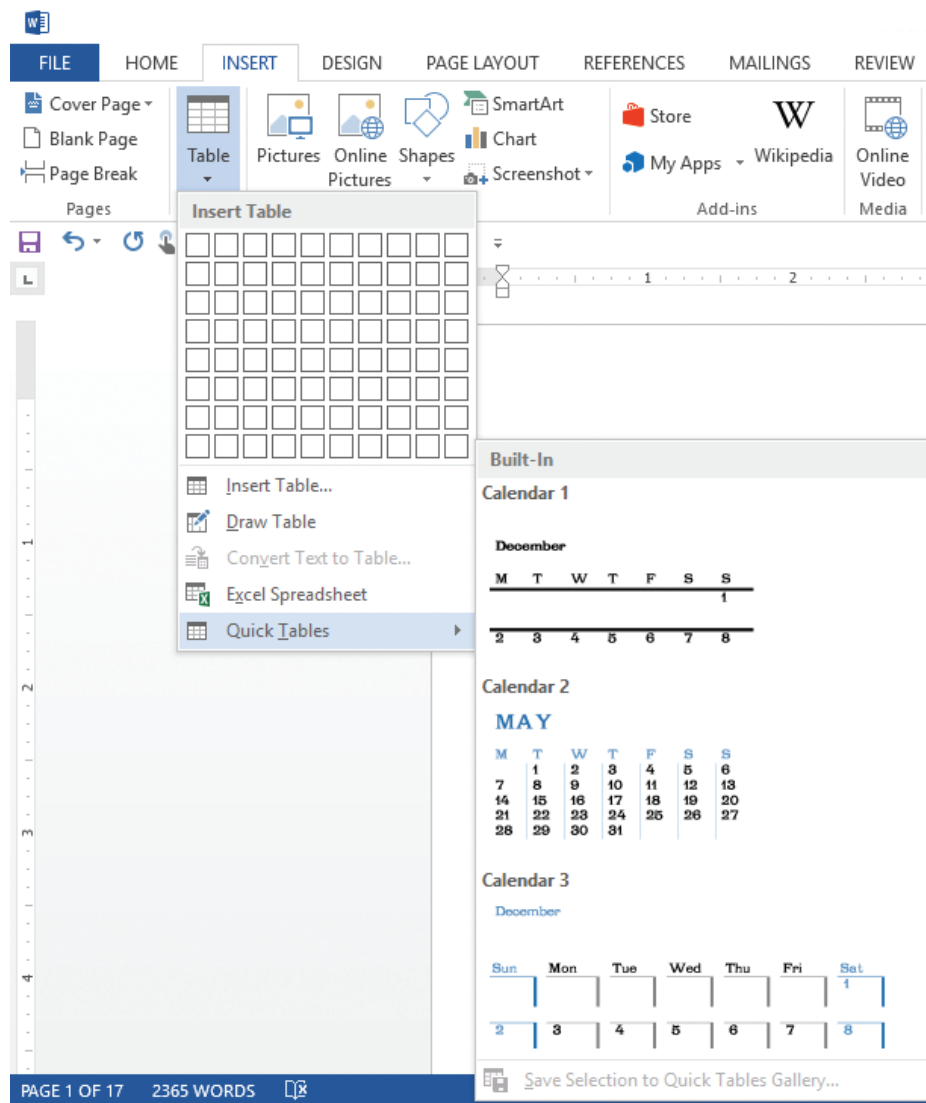 FILE HOME INSERT DESIGN PAGE LAYOUT REFERENCES MAILINGS REVIEW
Cover Page
Blank Page
Page Break
Pages
Table
Pictures
Online
Pictures
Shapes
SmartArt
Chart
Screenshot
Store
My Apps
W
Wikipedia
Add-ins
Online
Video
Media
Insert Table
L
1 2
Insert Table...
Draw Table
Convert Text to Table...
Excel Spreadsheet
Quick Tables
1
2
3
4
Built-In
Calendar 1
December
M T W T F S S
1
2 3 4 5 6 7 8
Calendar 2
MAY
M T W T F S S
1 2 3 4 5 6
7 8 9 10 11 12 13
14 15 16 17 18 19 20
21 22 23 24 25 26 27
28 29 30 31
Calendar 3
December
Sun Mon Tue Wed Thu Fri Sat
1
2 3 4 5 6 7 8
Save Selection to Quick Tables Gallery...
PAGE 1 OF 17 2365 WORDS